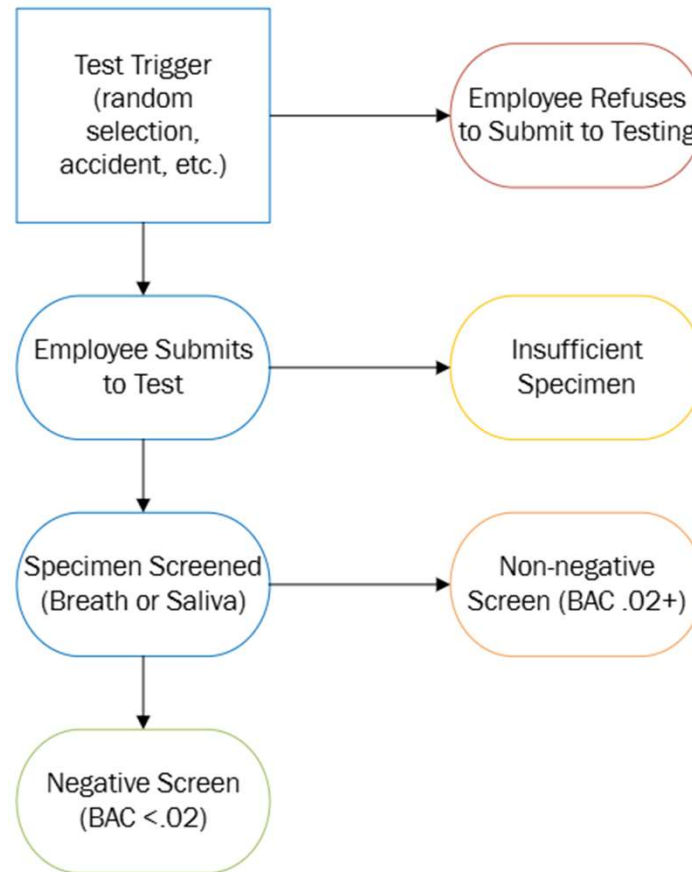 Test Trigger
(random
selection,
accident, etc.)
Employee Refuses
to Submit to Testing
Employee Submits
to Test
Insufficient
Specimen
Specimen Screened
(Breath or Saliva)
Non-negative
Screen (BAC .02+)
Negative Screen
(BAC <.02)